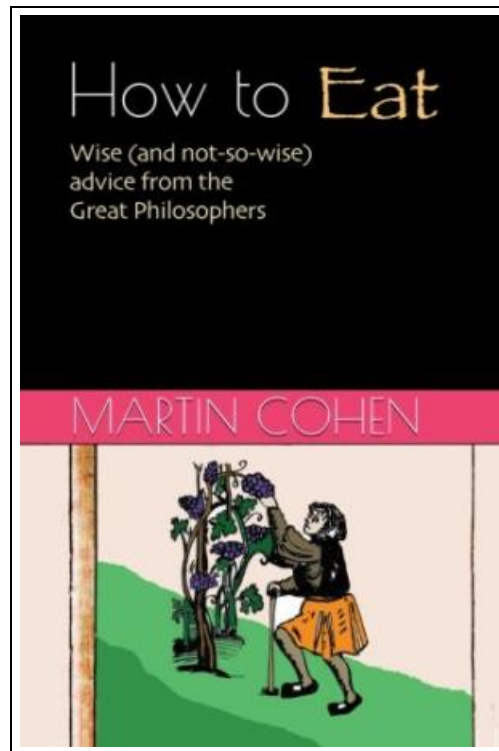 How to Eat
Wise (and not-so-wise)
advice from the
Great Philosophers
MARTIN COHEN